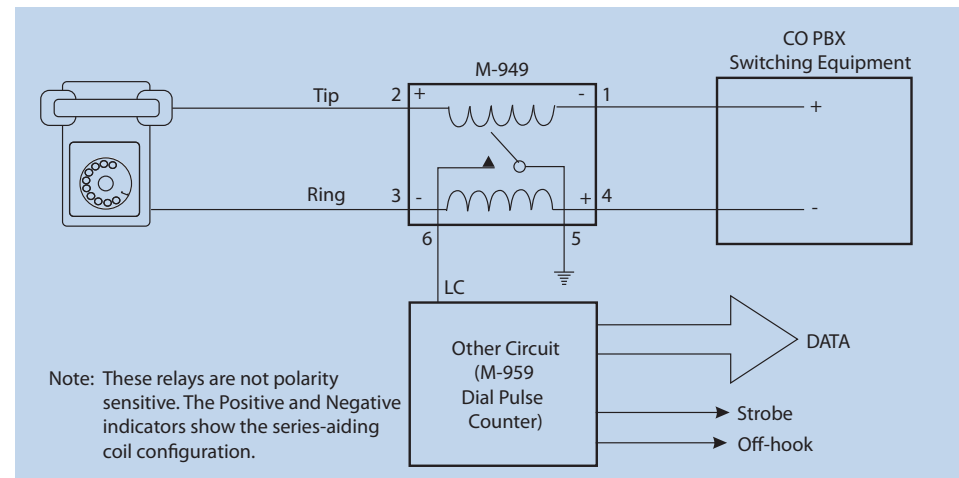 CO PBX
Switching Equipment
M-949
Tip
2
+
-
1
+
Ring
3
-
+
4
-
6
5
LC
Other Circuit
(M-959
Dial Pulse
Counter)
DATA
Strobe
Off-hook
Note: These relays are not polarity
sensitive. The Positive and Negative
indicators show the series-aiding
coil configuration.